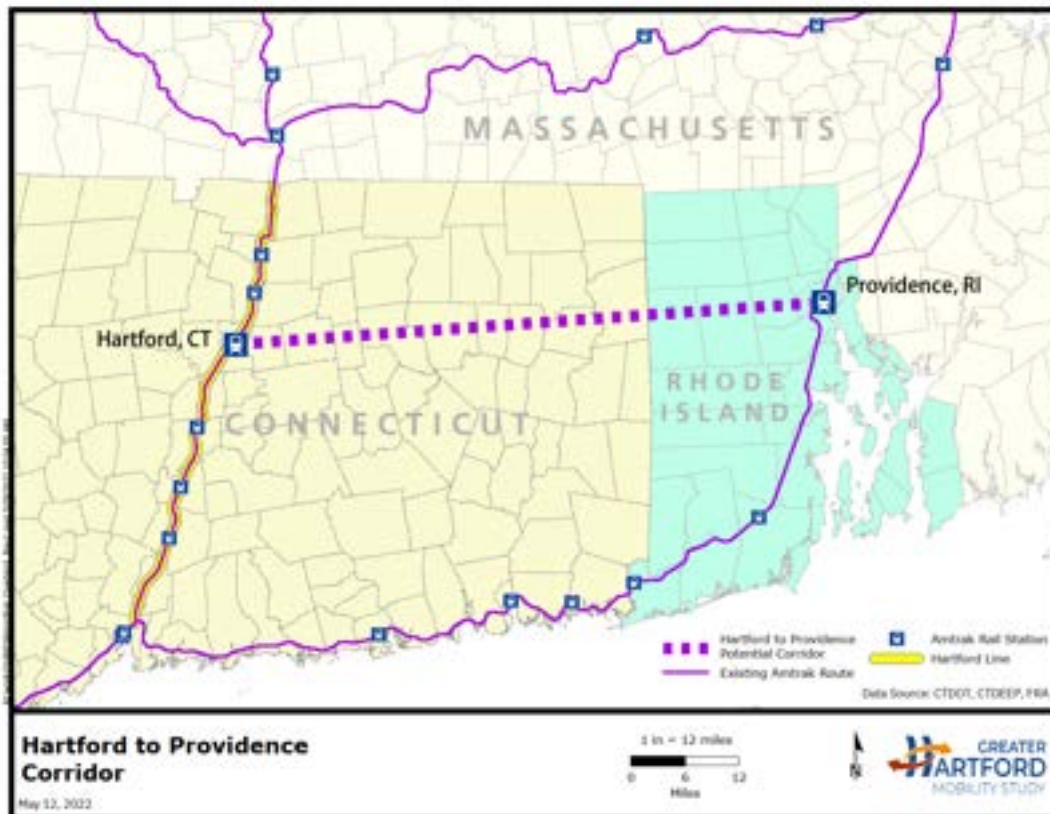 MASSACHUSETTS
Providence, RI
Hartford, CT
RHODE
ISLAND
CONNECTICUT
Hartford to Providence
Potential Corridor
Existing Amtrak Route
Amtrak Rail Station
Hartford Line
Data Source: CTDOT, CTDEEP, FRA
Hartford to Providence
Corridor
May 12, 2022
1 in = 12 miles
0 6 12
Miles
N
GREATER
HARTFORD
MOBILITY STUDY